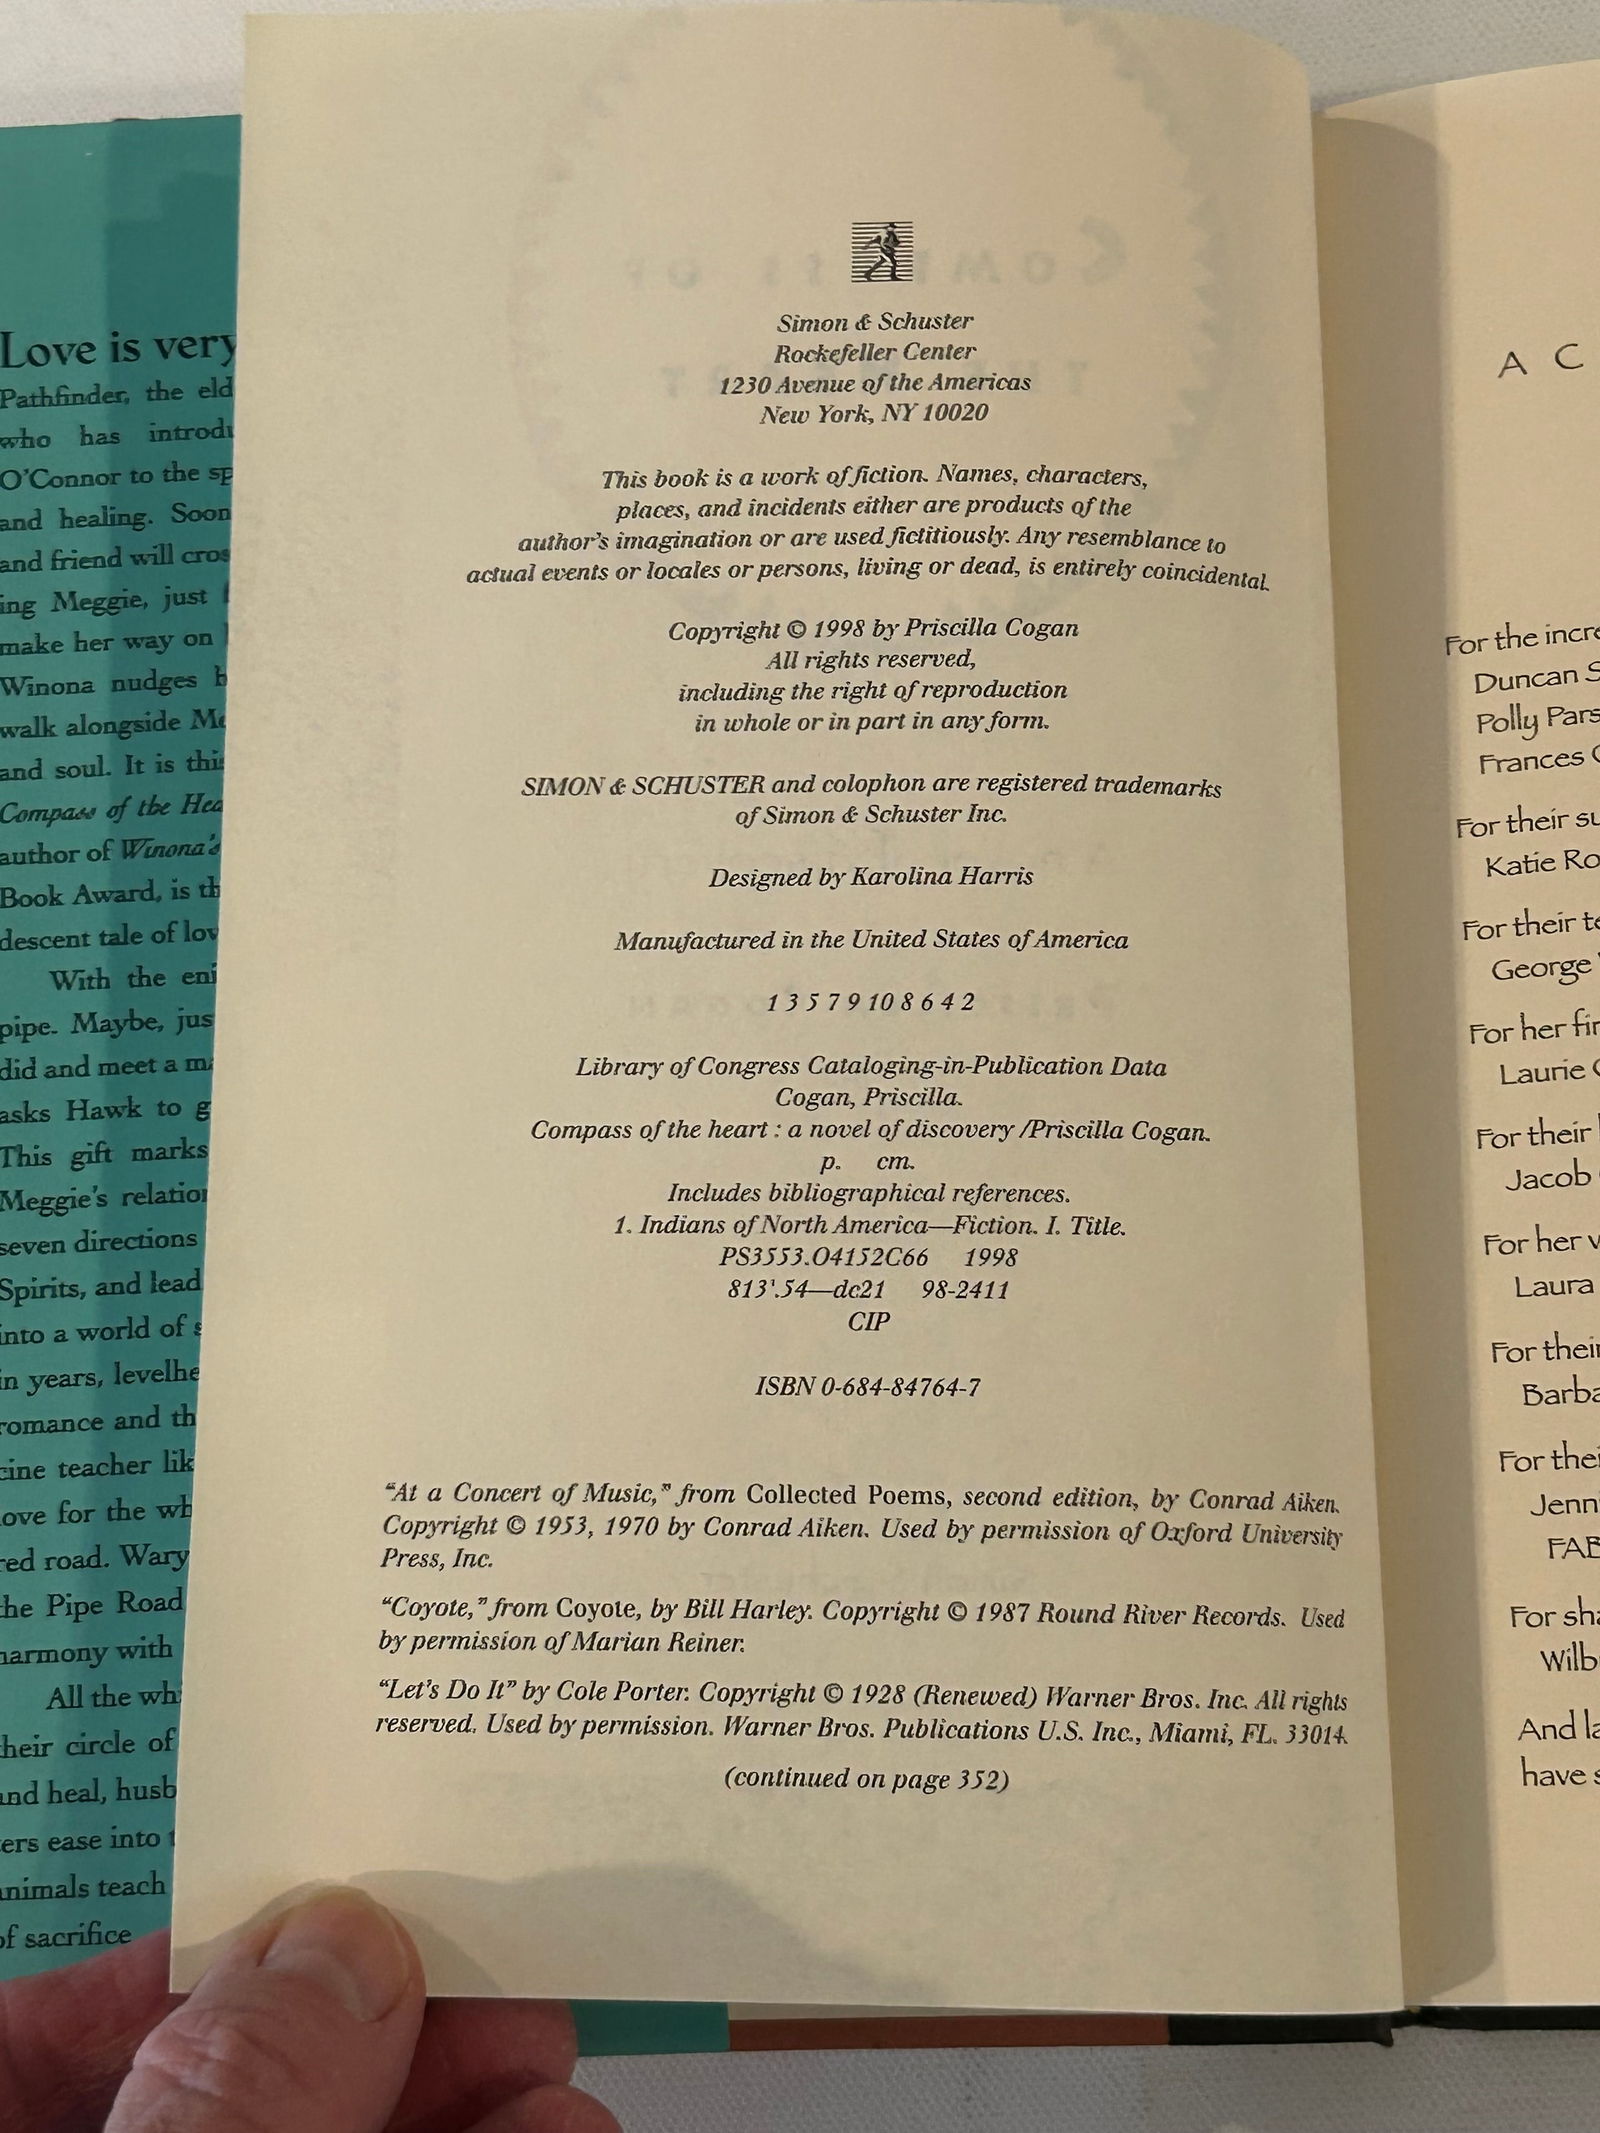 Love is very
Pathfinder, the eld
who has introdu
O'Connor to the sp
and healing. Soon
and friend will cros
ing Meggie, just
make her way on
Winona nudges h
walk alongside Me
and soul. It is this
Compass of the Hea
author of Winona's
Book Award, is th
descent tale of lov
With the eni
pipe. Maybe, jus
did and meet a ma
asks Hawk to g
This gift marks
Meggie's relation
seven directions
Spirits, and lead
into a world of s
in years, levelhe
romance and th
cine teacher lik
love for the wh
red road. Wary
the Pipe Road
harmony with
All the whi
their circle of
and heal, husb
ters ease into t
animals teach
of sacrifice
Simon & Schuster
Rockefeller Center
1230 Avenue of the Americas
New York, NY 10020
This book is a work of fiction. Names, characters,
places, and incidents either are products of the
author's imagination or are used fictitiously. Any resemblance to
actual events or locales or persons, living or dead, is entirely coincidental.
Copyright © 1998 by Priscilla Cogan
All rights reserved,
including the right of reproduction
in whole or in part in any form.
SIMON & SCHUSTER and colophon are registered trademarks
of Simon & Schuster Inc.
Designed by Karolina Harris
Manufactured in the United States of America
1 3 5 7 9 10 8 6 4 2
Library of Congress Cataloging-in-Publication Data
Cogan, Priscilla.
Compass of the heart : a novel of discovery /Priscilla Cogan.
p. cm.
Includes bibliographical references.
1. Indians of North America—Fiction. I. Title.
PS3553.O4152C66 1998
813'.54—dc21 98-2411
CIP
ISBN 0-684-84764-7
“At a Concert of Music,” from Collected Poems, second edition, by Conrad Aiken.
Copyright © 1953, 1970 by Conrad Aiken. Used by permission of Oxford University
Press, Inc.
“Coyote,” from Coyote, by Bill Harley. Copyright © 1987 Round River Records. Used
by permission of Marian Reiner.
“Let's Do It” by Cole Porter. Copyright © 1928 (Renewed) Warner Bros. Inc. All rights
reserved. Used by permission. Warner Bros. Publications U.S. Inc., Miami, FL. 33014.
(continued on page 352)
A C
For the incre
Duncan S
Polly Pars
Frances
For their su
Katie Ro
For their te
George
For her fir
Laurie
For their
Jacob
For her w
Laura
For their
Barba
For thei
Jenni
FAB
For sha
Wilb
And la
have s